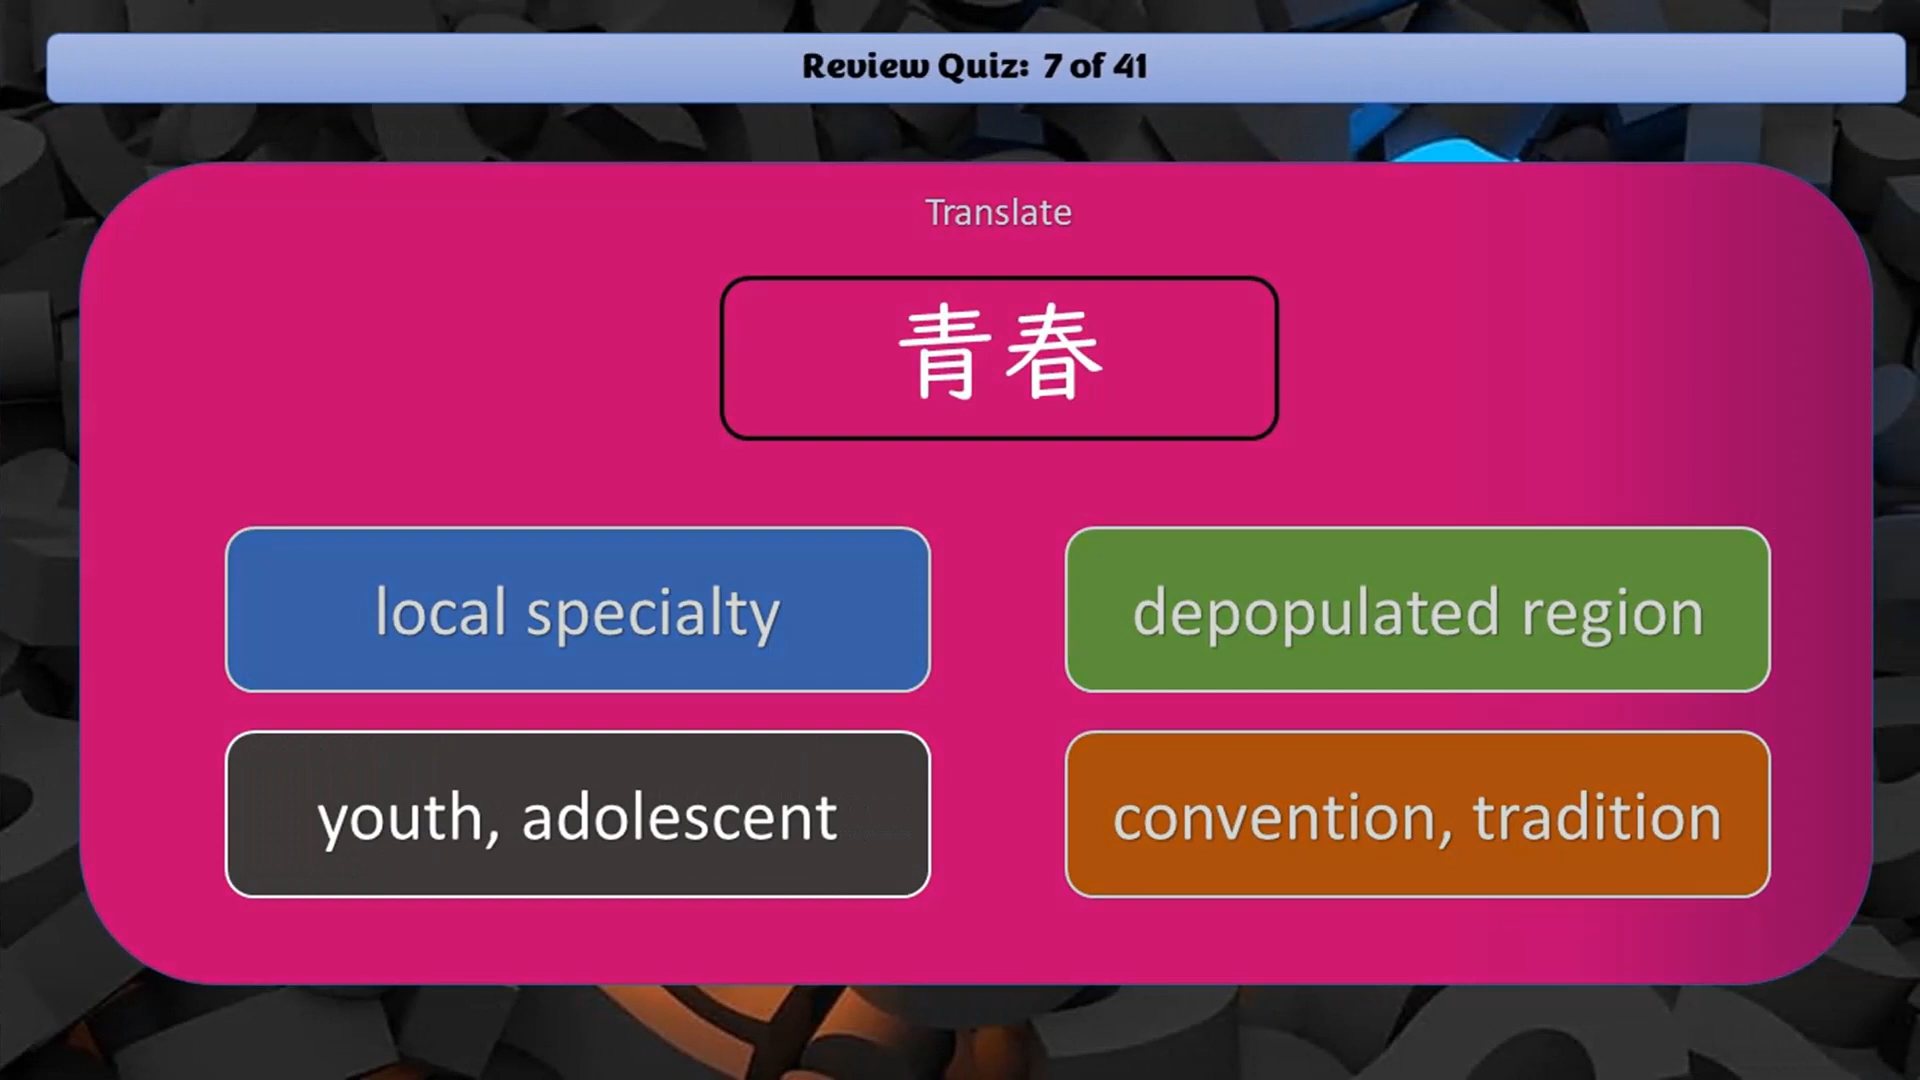 Review Quiz: 7 of 41
Translate
青春
local specialty
depopulated region
youth, adolescent
convention, tradition